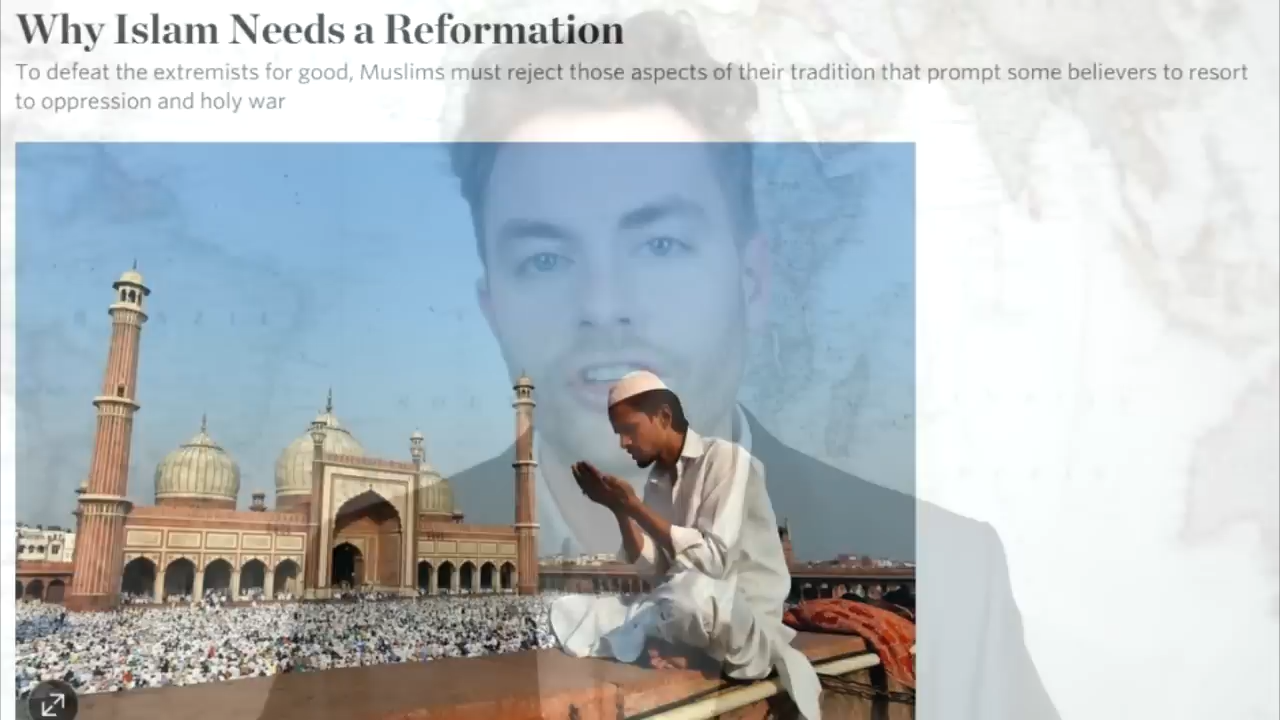 Why Islam Needs a Reformation
To defeat the extremists for good, Muslims must reject those aspects of their tradition that prompt some believers to resort
to oppression and holy war